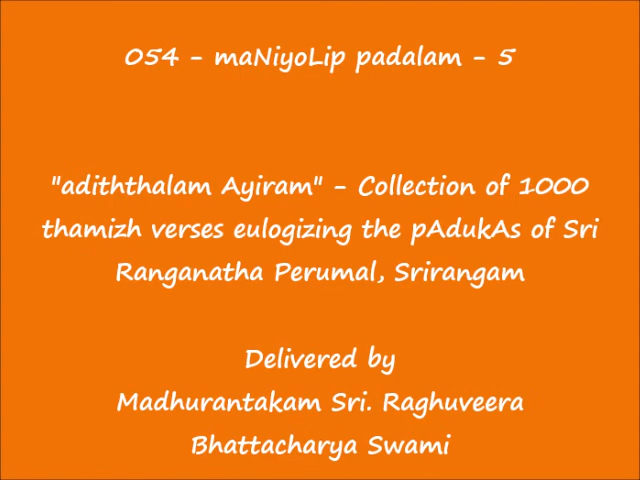 054 - maNiyoLip padalam - 5
"adiththalam Ayiram" - Collection of 1000
thamizh verses eulogizing the pAdukAs of Sri
Ranganatha Perumal, Srirangam
Delivered by
Madhurantakam Sri. Raghuveera
Bhattacharya Swami